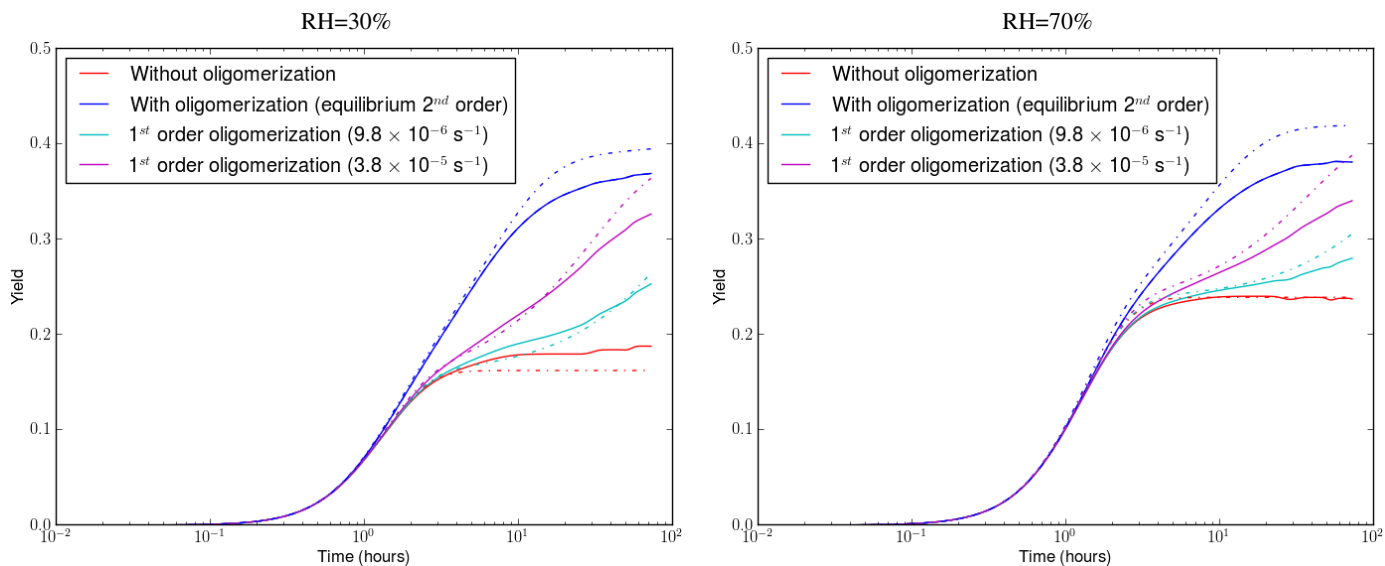 RH=30%
0.5
0.4
0.3
0.2
0.1
0.0
Yield
Without oligomerization
With oligomerization (equilibrium 2nd order)
1st order oligomerization (9.8 × 10−6 s−1)
1st order oligomerization (3.8 × 10−5 s−1)
10−2
10−1
100
101
102
Time (hours)
RH=70%
0.5
0.4
0.3
0.2
0.1
0.0
Yield
Without oligomerization
With oligomerization (equilibrium 2nd order)
1st order oligomerization (9.8 × 10−6 s−1)
1st order oligomerization (3.8 × 10−5 s−1)
10−2
10−1
100
101
102
Time (hours)